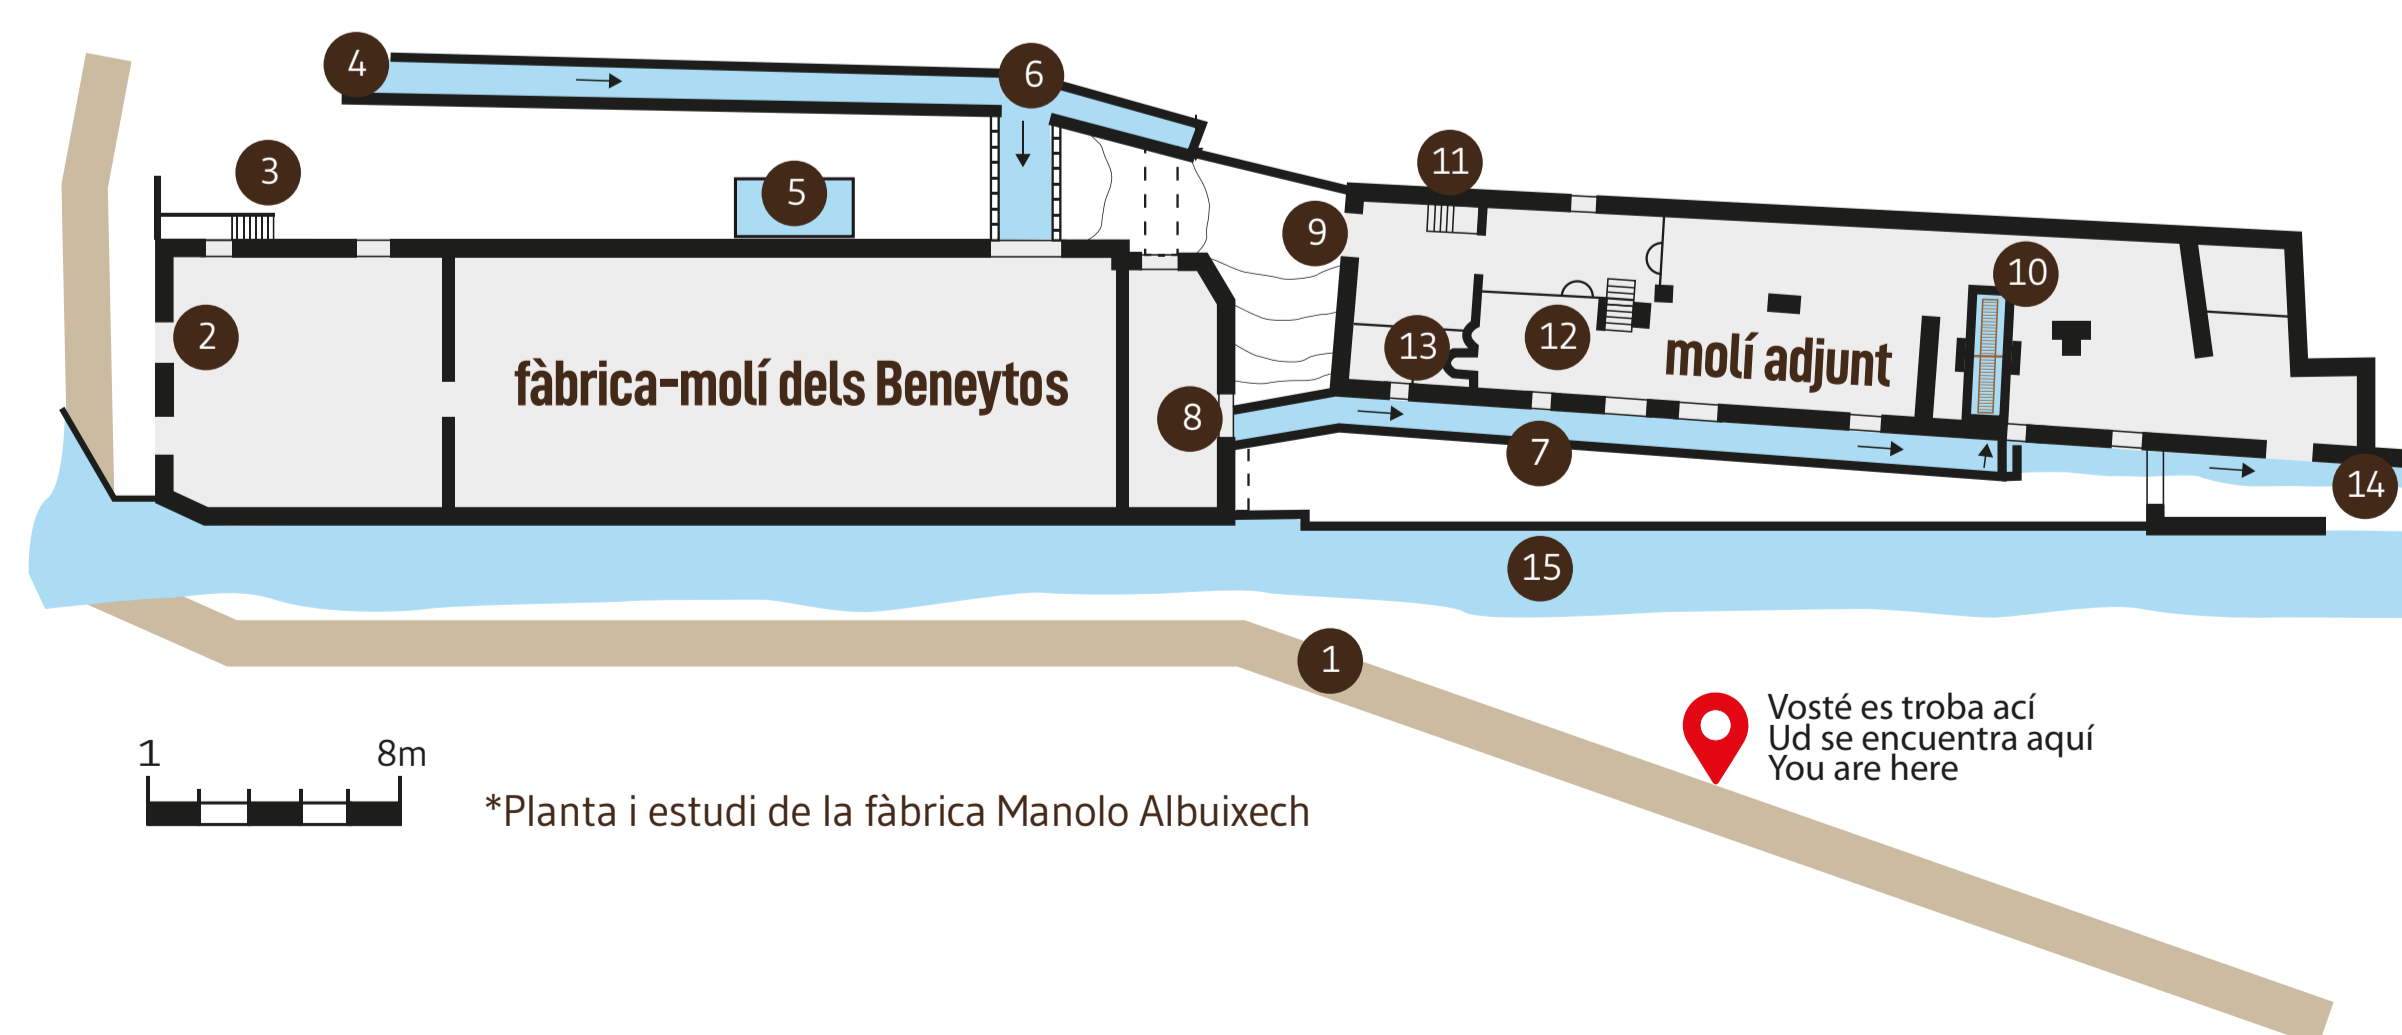 4
6
3
5
11
9
10
2
13
12
fàbrica-molí dels Beneytos
molí adjunt
8
7
14
15
1
Vosté es troba ací
Ud se encuentra aquí
You are here
1 8m
*Planta i estudi de la fàbrica Manolo Albuixech